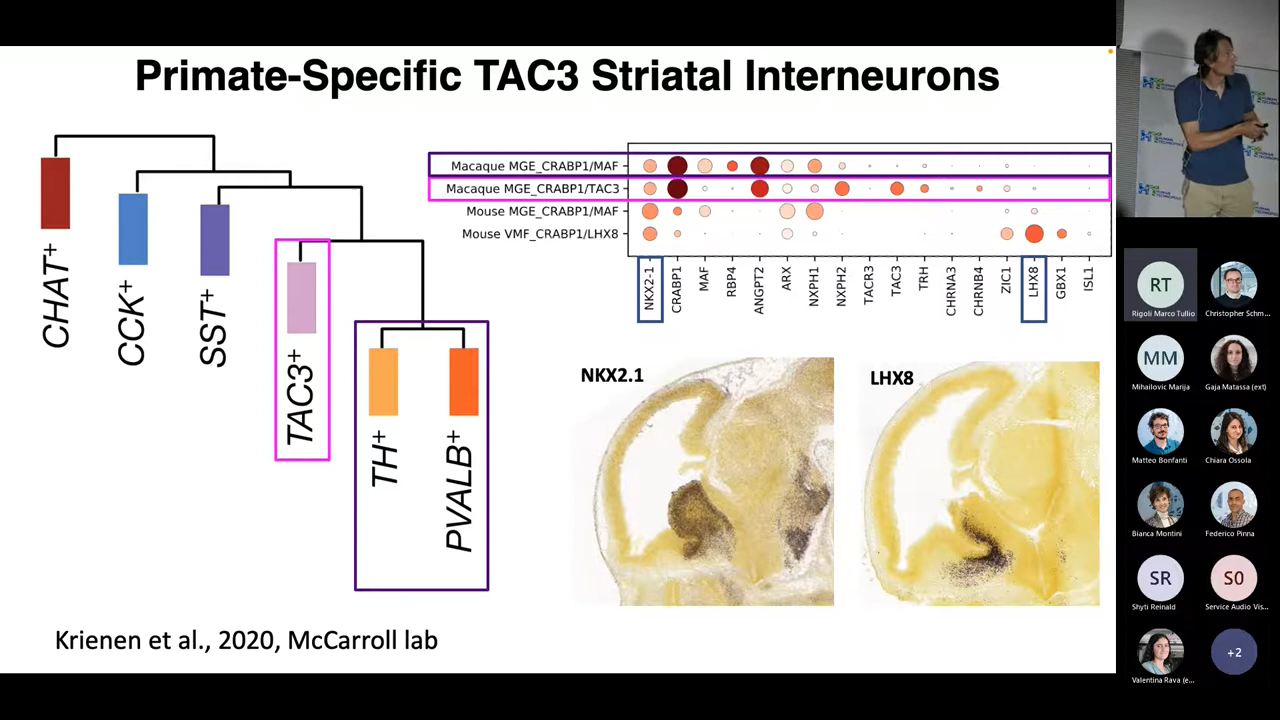 Primate-Specific TAC3 Striatal Interneurons
CHAT+
CCK+
SST+
TAC3+
TH+
PVALB+
Macaque MGE_CRABP1/MAF
Macaque MGE_CRABP1/TAC3
Mouse MGE_CRABP1/MAF
Mouse VMF_CRABP1/LHX8
NKX2-1
CRABP1
MAF
RBP4
ANGPT2
ARX
NXPH1
NXPH2
TACR3
TAC3
TRH
CHRNA3
CHRNB4
ZIC1
LHX8
GBX1
ISL1
NKX2.1
LHX8
Krienen et al., 2020, McCarroll lab
RT
Rigoli Marco Tullio
Christopher Schm...
MM
Mihailovic Marija
Gaja Matassa (ext)
Matteo Bonfanti
Chiara Ossola
Bianca Montini
Federico Pinna
SR
Shyti Reinald
S0
Service Audio Vis...
Valentina Rava (e...
+2